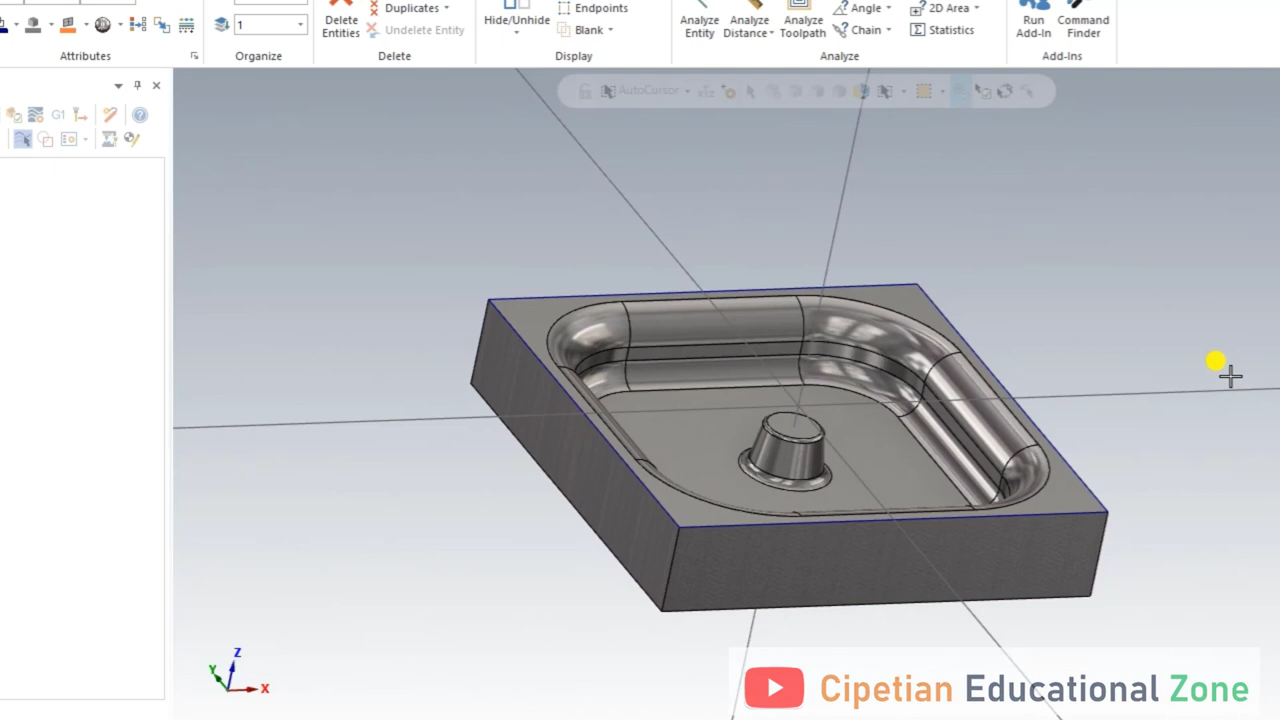 Duplicates
Endpoints
Angle
2D Area
1
Delete
Entities
Undelete Entity
Hide/Unhide
Blank
Analyze
Entity
Analyze
Distance
Analyze
Toolpath
Chain
Statistics
Run
Add-In
Command
Finder
Attributes
Organize
Delete
Display
Analyze
Add-Ins
AutoCursor
G1
Z
Y
X
Cipetian Educational Zone